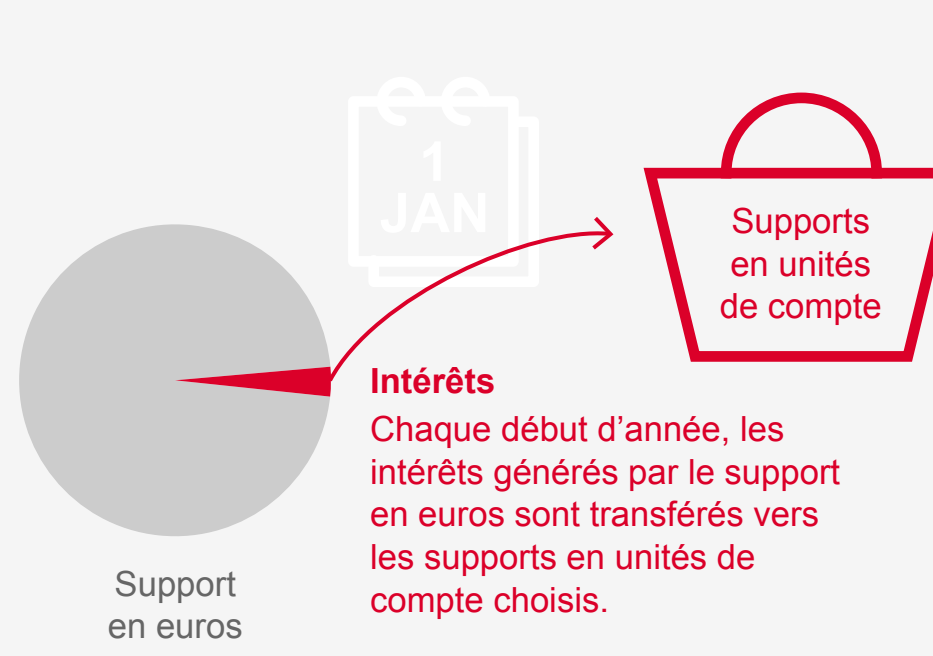 1
JAN
Supports
en unités
de compte
Intérêts
Chaque début d’année, les
intérêts générés par le support
en euros sont transférés vers
les supports en unités de
compte choisis.
Support
en euros